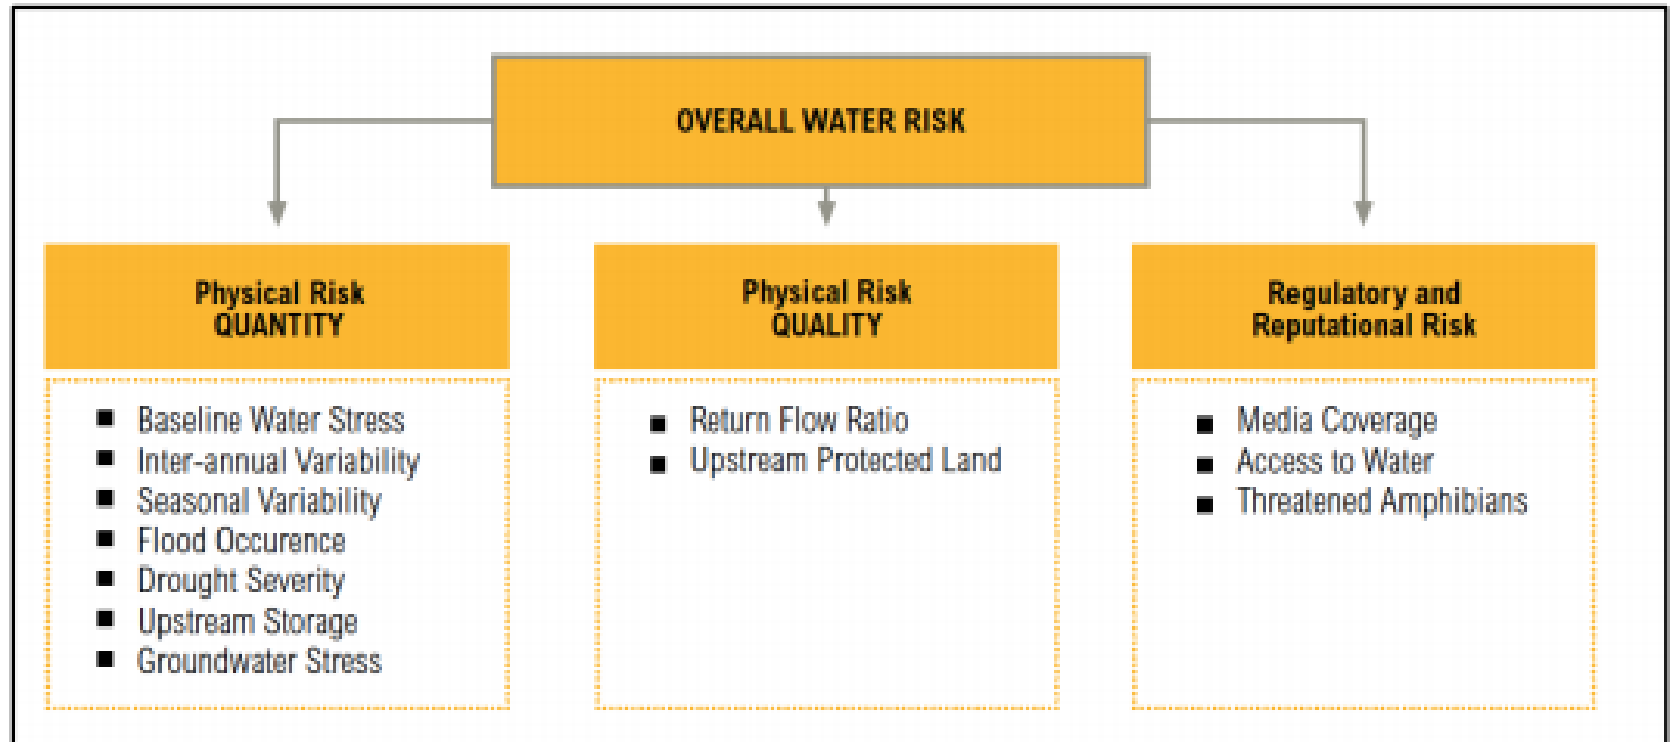 OVERALL WATER RISK
Physical Risk
QUANTITY
Baseline Water Stress
Inter-annual Variability
Seasonal Variability
Flood Occurence
Drought Severity
Upstream Storage
Groundwater Stress
Physical Risk
QUALITY
Return Flow Ratio
Upstream Protected Land
Regulatory and
Reputational Risk
Media Coverage
Access to Water
Threatened Amphibians